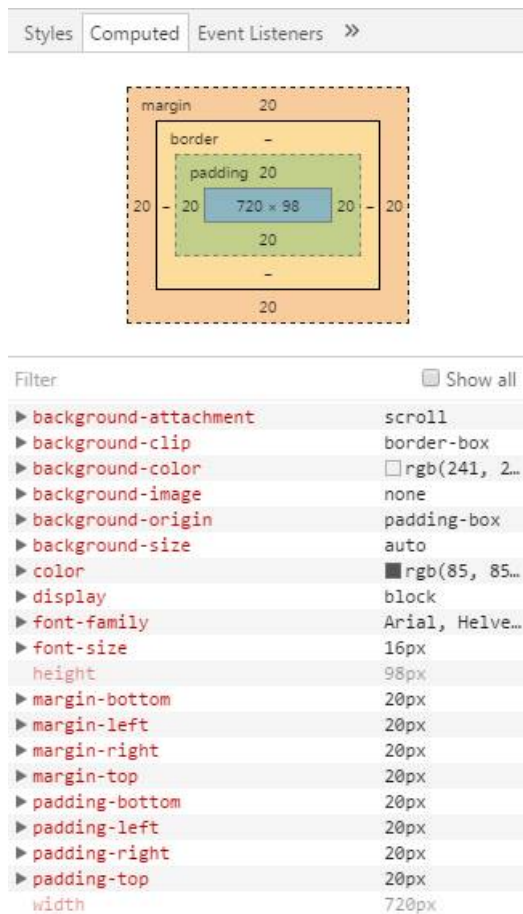 Styles Computed Event Listeners »
margin 20
border –
padding 20
20 – 20 720 × 98 20 – 20
20
–
20
Filter Show all
background-attachment scroll
background-clip border-box
background-color rgb(241, 2…
background-image none
background-origin padding-box
background-size auto
color rgb(85, 85…
display block
font-family Arial, Helve…
font-size 16px
height 98px
margin-bottom 20px
margin-left 20px
margin-right 20px
margin-top 20px
padding-bottom 20px
padding-left 20px
padding-right 20px
padding-top 20px
width 720px